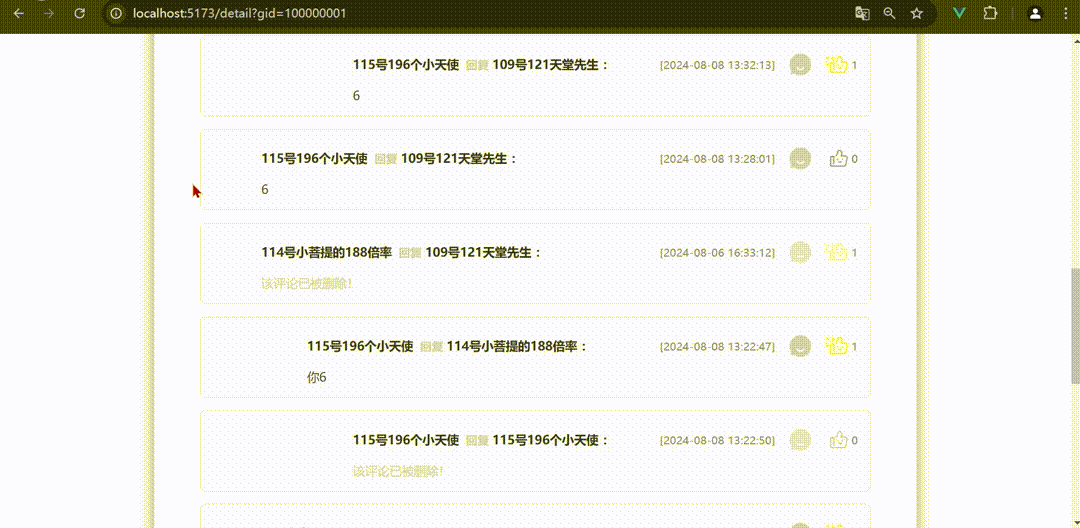 localhost:5173/detail?gid=100000001
115号196个小天使 回复 109号121天堂先生： [2024-08-08 13:32:13] 1
6
115号196个小天使 回复 109号121天堂先生： [2024-08-08 13:28:01] 0
6
114号小菩提的188倍率 回复 109号121天堂先生： [2024-08-06 16:33:12] 1
该评论已被删除！
115号196个小天使 回复 114号小菩提的188倍率： [2024-08-08 13:22:47] 1
你6
115号196个小天使 回复 115号196个小天使： [2024-08-08 13:22:50] 0
该评论已被删除！